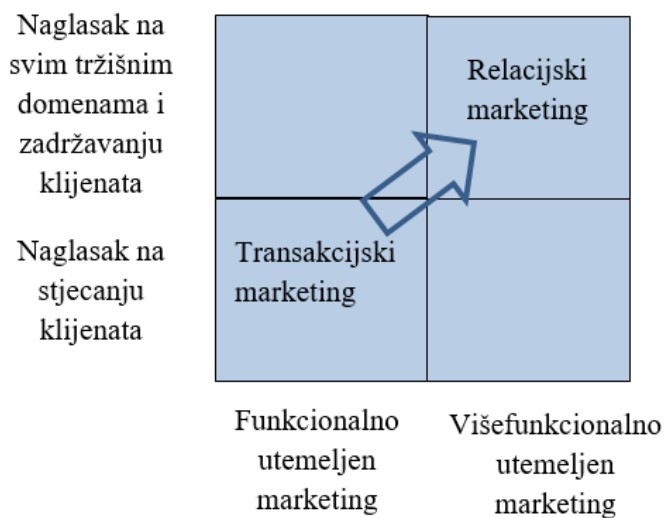 Naglasak na
svim tržišnim
domenama i
zadržavanju
klijenata
Relacijski
marketing
Naglasak na
stjecanju
klijenata
Transakcijski
marketing
Funkcionalno
utemeljen
marketing
Višefunkcionalno
utemeljen
marketing